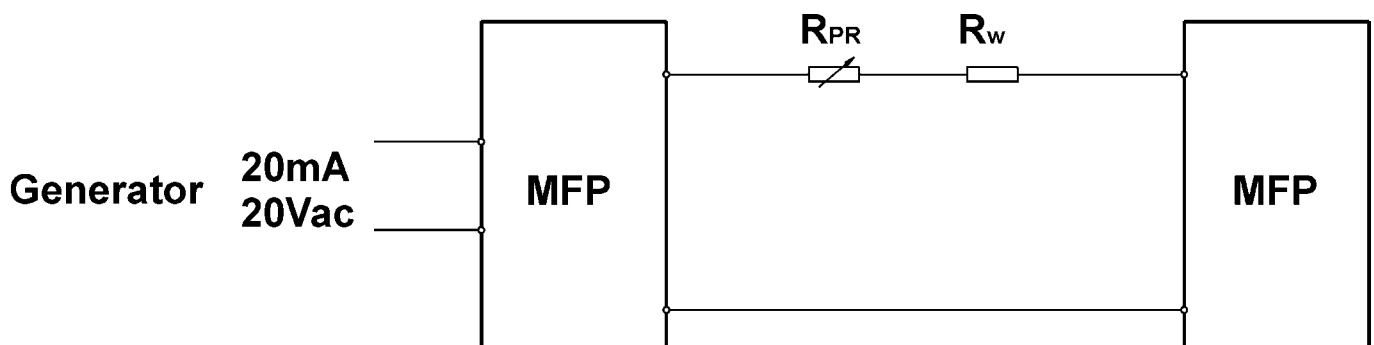 RPR
Rw
Generator
20mA
20Vac
MFP
MFP